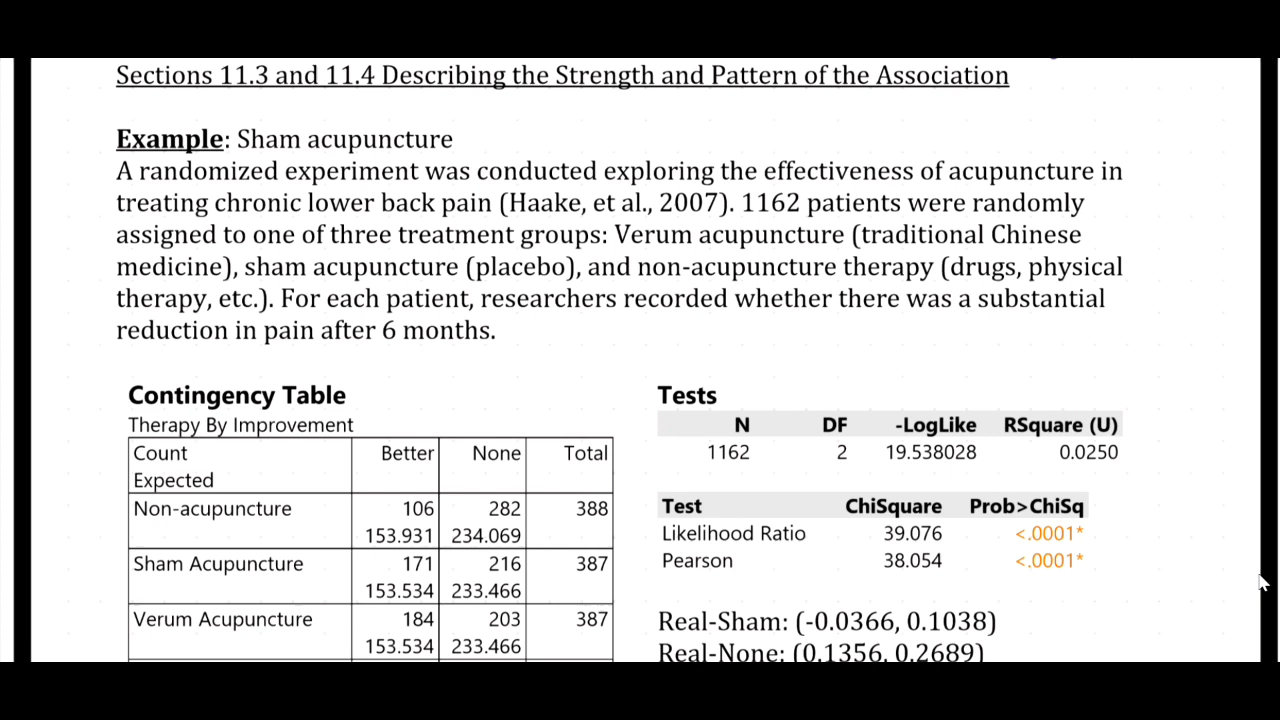 Sections 11.3 and 11.4 Describing the Strength and Pattern of the Association
Example: Sham acupuncture
A randomized experiment was conducted exploring the effectiveness of acupuncture in
treating chronic lower back pain (Haake, et al., 2007). 1162 patients were randomly
assigned to one of three treatment groups: Verum acupuncture (traditional Chinese
medicine), sham acupuncture (placebo), and non-acupuncture therapy (drugs, physical
therapy, etc.). For each patient, researchers recorded whether there was a substantial
reduction in pain after 6 months.
Contingency Table
Therapy By Improvement
Count Better None Total
Expected
Non-acupuncture 106 282 388
153.931 234.069
Sham Acupuncture 171 216 387
153.534 233.466
Verum Acupuncture 184 203 387
153.534 233.466
Tests
N DF -LogLike RSquare (U)
1162 2 19.538028 0.0250
Test ChiSquare Prob>ChiSq
Likelihood Ratio 39.076 <.0001*
Pearson 38.054 <.0001*
Real-Sham: (-0.0366, 0.1038)
Real-None: (0.1356, 0.2689)